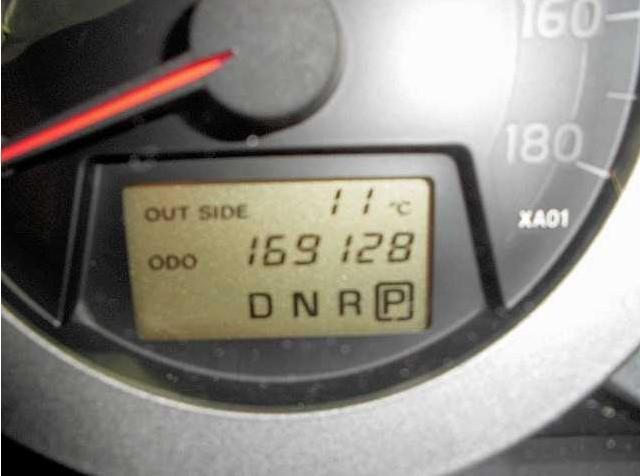 160
180
XA01
OUT SIDE 11 °C
ODO 169128
D N R P